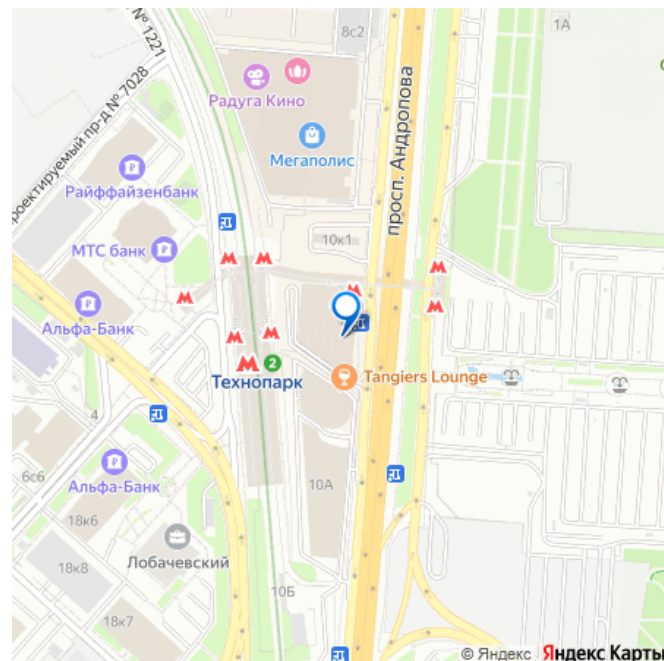 № 1221
8с2
1А
Радуга Кино
просп. Андропова
Проектируемый пр-д № 7028
Мегаполис
Райффайзенбанк
10к1
МТС банк
Альфа-Банк
2
Технопарк
Tangiers Lounge
4
6с6
Альфа-Банк
10А
18к6
Лобачевский
18к8
10Б
18к7
© Яндекс Яндекс Карты